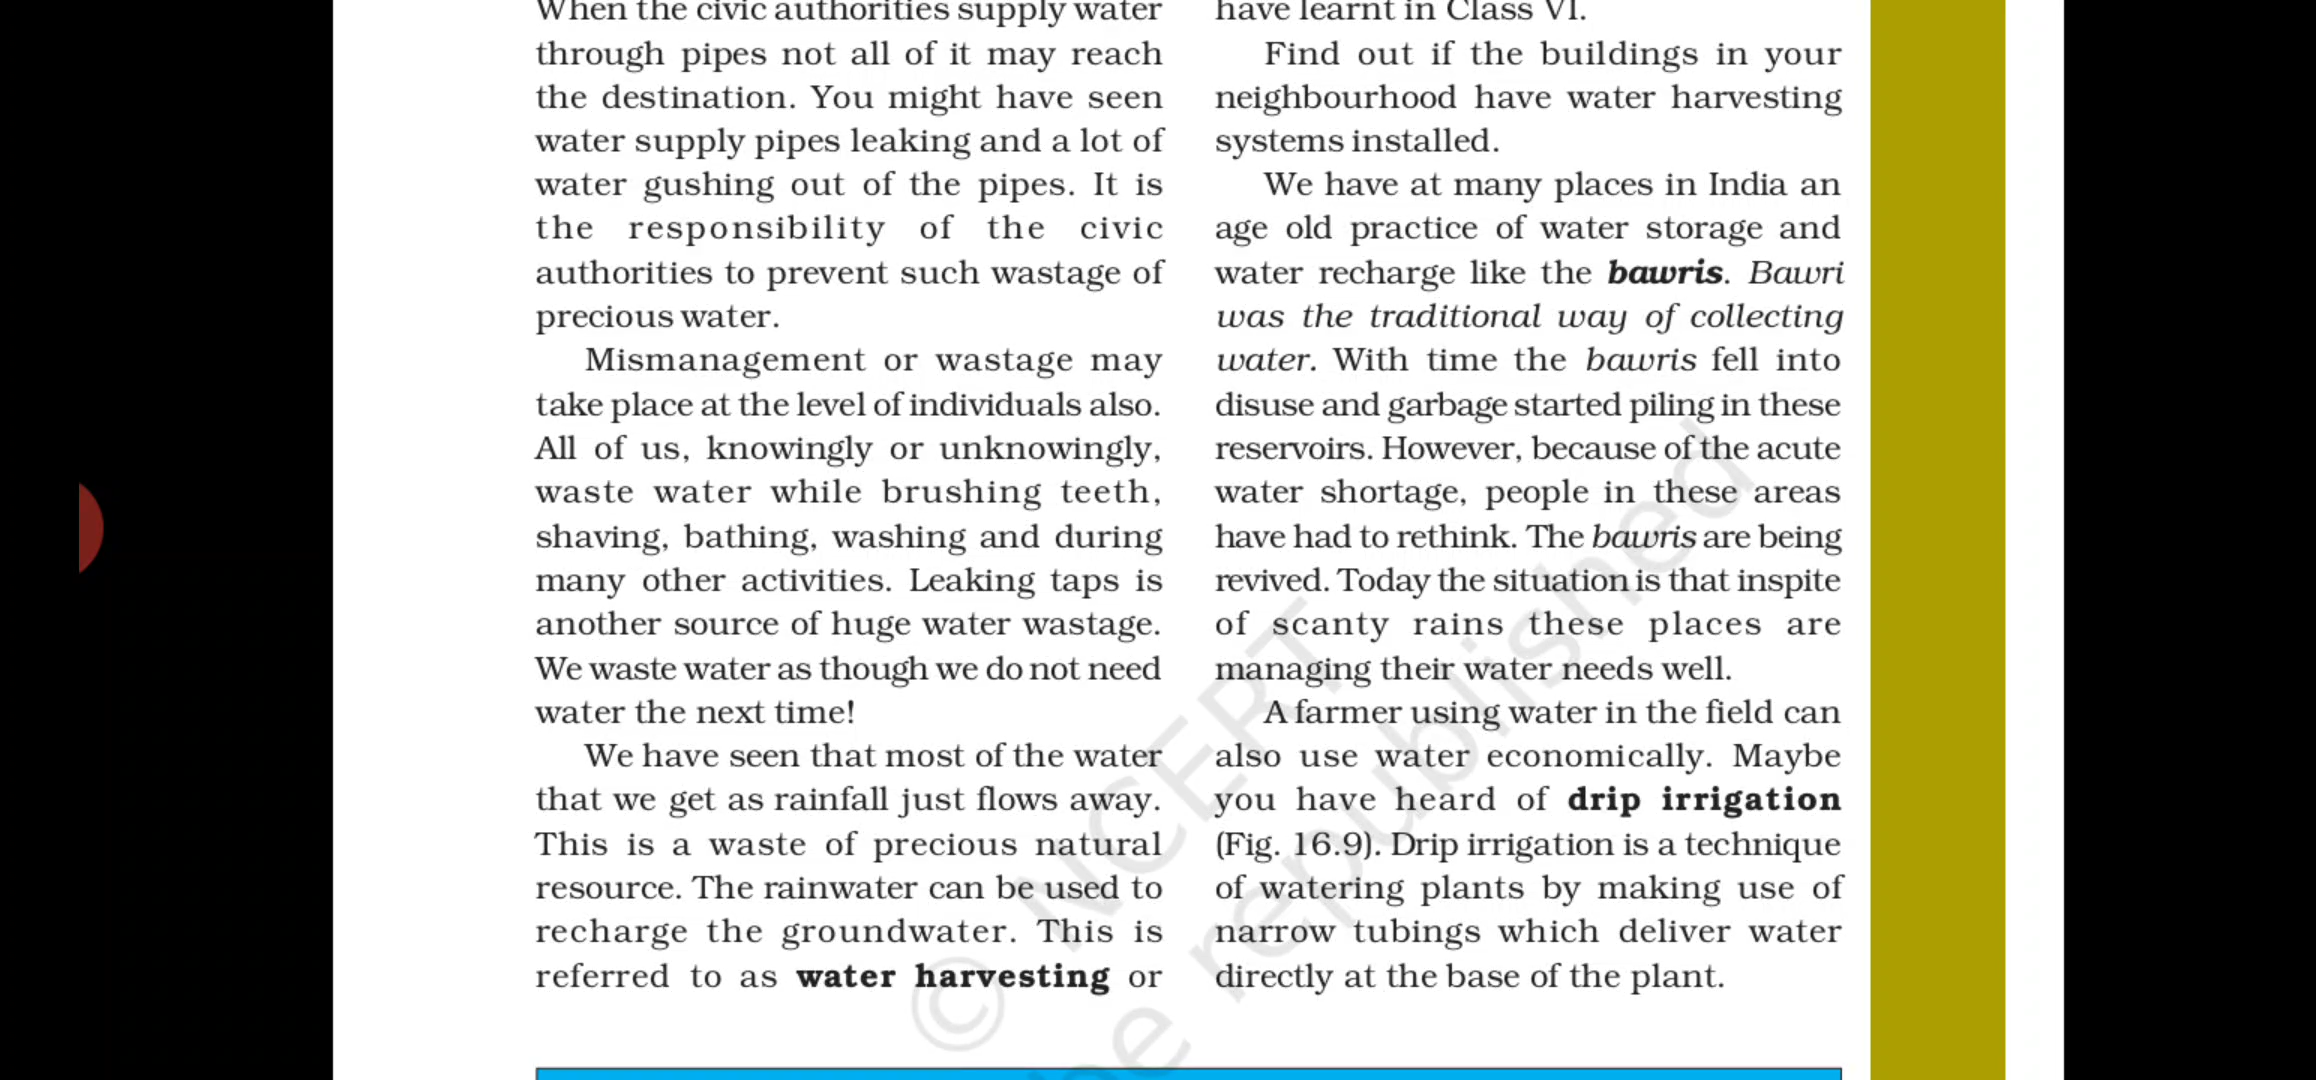 When the civic authorities supply water
through pipes not all of it may reach
the destination. You might have seen
water supply pipes leaking and a lot of
water gushing out of the pipes. It is
the responsibility of the civic
authorities to prevent such wastage of
precious water.
Mismanagement or wastage may
take place at the level of individuals also.
All of us, knowingly or unknowingly,
waste water while brushing teeth,
shaving, bathing, washing and during
many other activities. Leaking taps is
another source of huge water wastage.
We waste water as though we do not need
water the next time!
We have seen that most of the water
that we get as rainfall just flows away.
This is a waste of precious natural
resource. The rainwater can be used to
recharge the groundwater. This is
referred to as water harvesting or
have learnt in Class VI.
Find out if the buildings in your
neighbourhood have water harvesting
systems installed.
We have at many places in India an
age old practice of water storage and
water recharge like the bawris. Bawri
was the traditional way of collecting
water. With time the bawris fell into
disuse and garbage started piling in these
reservoirs. However, because of the acute
water shortage, people in these areas
have had to rethink. The bawris are being
revived. Today the situation is that inspite
of scanty rains these places are
managing their water needs well.
A farmer using water in the field can
also use water economically. Maybe
you have heard of drip irrigation
(Fig. 16.9). Drip irrigation is a technique
of watering plants by making use of
narrow tubings which deliver water
directly at the base of the plant.
© NCERT
be republished